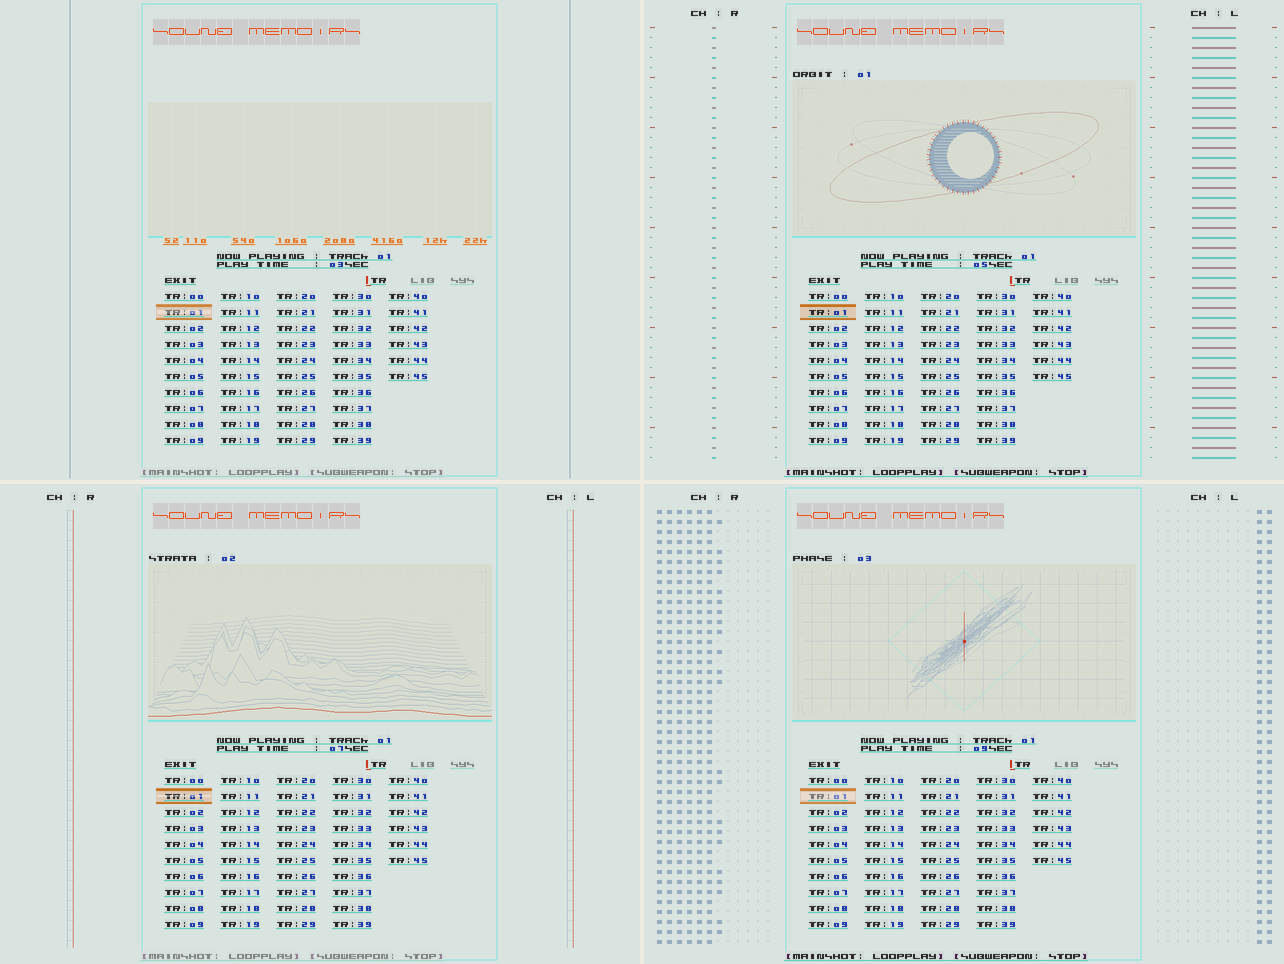 SOUND MEMOIRS
52 110 540 1060 2080 4160 12k 22k
NOW PLAYING : TRACK 01
PLAY TIME : 03SEC
EXIT TR LIB SYS
TR:00 TR:10 TR:20 TR:30 TR:40
TR:01 TR:11 TR:21 TR:31 TR:41
TR:02 TR:12 TR:22 TR:32 TR:42
TR:03 TR:13 TR:23 TR:33 TR:43
TR:04 TR:14 TR:24 TR:34 TR:44
TR:05 TR:15 TR:25 TR:35 TR:45
TR:06 TR:16 TR:26 TR:36
TR:07 TR:17 TR:27 TR:37
TR:08 TR:18 TR:28 TR:38
TR:09 TR:19 TR:29 TR:39
[MAINSHOT: LOOPPLAY] [SUBWEAPON: STOP]
CH : R CH : L
SOUND MEMOIRS
ORBIT : 01
NOW PLAYING : TRACK 01
PLAY TIME : 05SEC
EXIT TR LIB SYS
TR:00 TR:10 TR:20 TR:30 TR:40
TR:01 TR:11 TR:21 TR:31 TR:41
TR:02 TR:12 TR:22 TR:32 TR:42
TR:03 TR:13 TR:23 TR:33 TR:43
TR:04 TR:14 TR:24 TR:34 TR:44
TR:05 TR:15 TR:25 TR:35 TR:45
TR:06 TR:16 TR:26 TR:36
TR:07 TR:17 TR:27 TR:37
TR:08 TR:18 TR:28 TR:38
TR:09 TR:19 TR:29 TR:39
[MAINSHOT: LOOPPLAY] [SUBWEAPON: STOP]
CH : R CH : L
SOUND MEMOIRS
STRATA : 02
NOW PLAYING : TRACK 01
PLAY TIME : 07SEC
EXIT TR LIB SYS
TR:00 TR:10 TR:20 TR:30 TR:40
TR:01 TR:11 TR:21 TR:31 TR:41
TR:02 TR:12 TR:22 TR:32 TR:42
TR:03 TR:13 TR:23 TR:33 TR:43
TR:04 TR:14 TR:24 TR:34 TR:44
TR:05 TR:15 TR:25 TR:35 TR:45
TR:06 TR:16 TR:26 TR:36
TR:07 TR:17 TR:27 TR:37
TR:08 TR:18 TR:28 TR:38
TR:09 TR:19 TR:29 TR:39
[MAINSHOT: LOOPPLAY] [SUBWEAPON: STOP]
CH : R CH : L
SOUND MEMOIRS
PHASE : 03
NOW PLAYING : TRACK 01
PLAY TIME : 09SEC
EXIT TR LIB SYS
TR:00 TR:10 TR:20 TR:30 TR:40
TR:01 TR:11 TR:21 TR:31 TR:41
TR:02 TR:12 TR:22 TR:32 TR:42
TR:03 TR:13 TR:23 TR:33 TR:43
TR:04 TR:14 TR:24 TR:34 TR:44
TR:05 TR:15 TR:25 TR:35 TR:45
TR:06 TR:16 TR:26 TR:36
TR:07 TR:17 TR:27 TR:37
TR:08 TR:18 TR:28 TR:38
TR:09 TR:19 TR:29 TR:39
[MAINSHOT: LOOPPLAY] [SUBWEAPON: STOP]